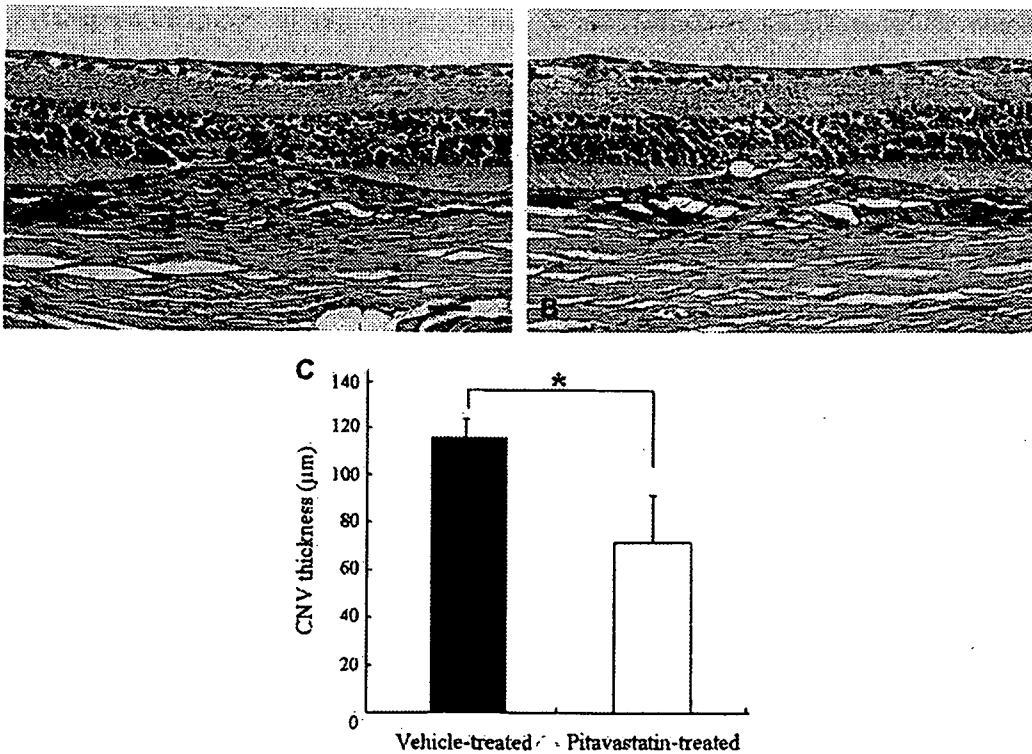 A
B
C
*
140
120
100
80
60
40
20
0
CNV thickness (μm)
Vehicle-treated
Pitavastatin-treated